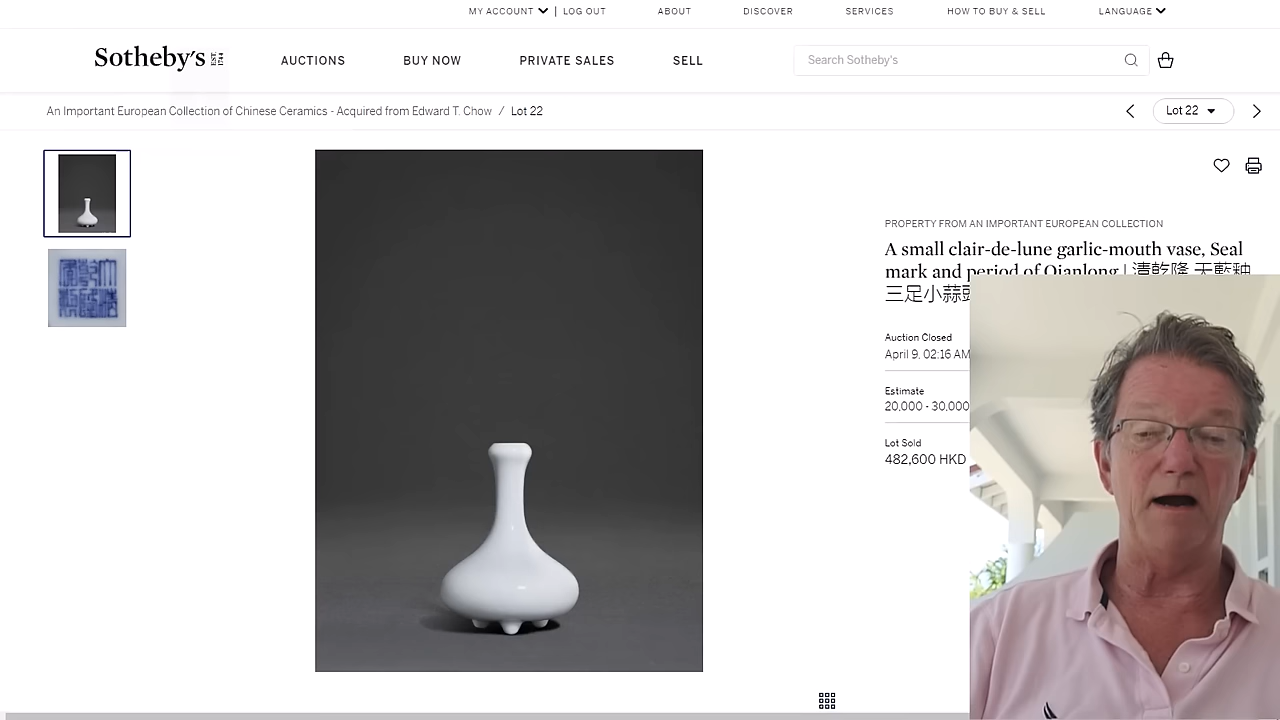 MY ACCOUNT
LOG OUT
ABOUT
DISCOVER
SERVICES
HOW TO BUY & SELL
LANGUAGE
Sotheby's EST. 1744
AUCTIONS
BUY NOW
PRIVATE SALES
SELL
Search Sotheby's
An Important European Collection of Chinese Ceramics - Acquired from Edward T. Chow / Lot 22
Lot 22
PROPERTY FROM AN IMPORTANT EUROPEAN COLLECTION
A small clair-de-lune garlic-mouth vase, Seal
mark and period of Qianlong | 清乾隆 天藍釉
三足小蒜
Auction Closed
April 9, 02:16 AM
Estimate
20,000 - 30,000
Lot Sold
482,600 HKD